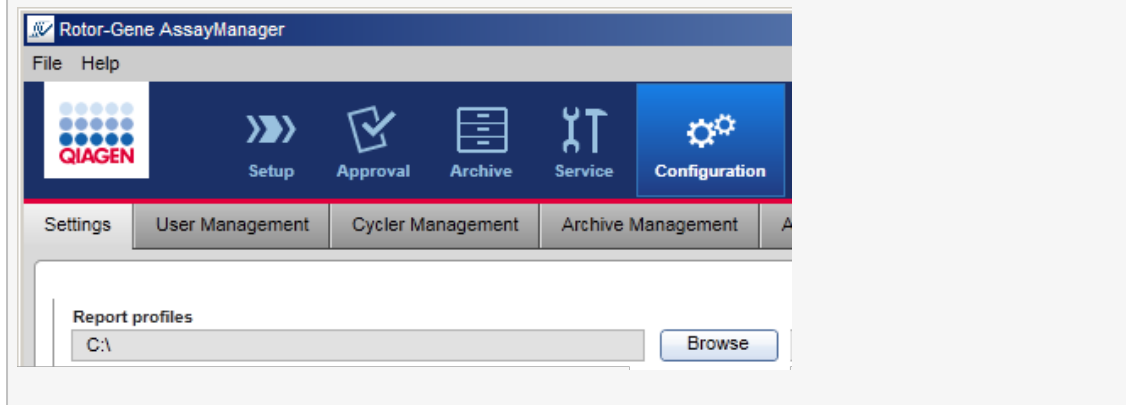 Rotor-Gene AssayManager
File Help
QIAGEN
Setup Approval Archive Service Configuration
Settings User Management Cycler Management Archive Management A
Report profiles
C:\ Browse